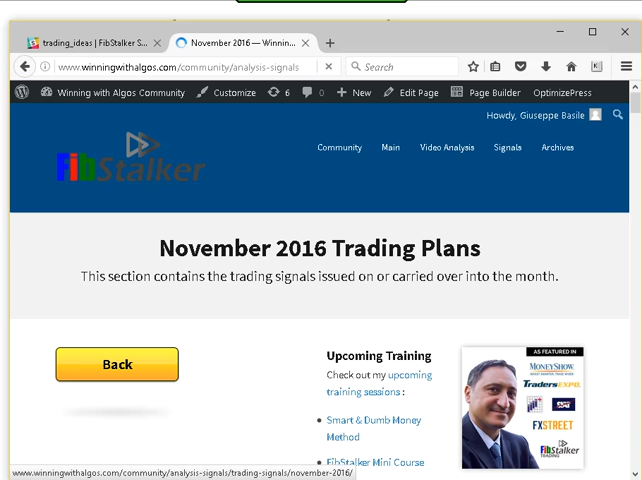 trading_ideas | FibStalker S...
November 2016 — Winnin...
www.winningwithalgos.com/community/analysis-signals
Search
Winning with Algos Community
Customize
6
0
New
Edit Page
Page Builder
OptimizePress
Howdy, Giuseppe Basile
FibStalker
Community
Main
Video Analysis
Signals
Archives
November 2016 Trading Plans
This section contains the trading signals issued on or carried over into the month.
Back
Upcoming Training
Check out my upcoming
training sessions :
Smart & Dumb Money
Method
FibStalker Mini Course
AS FEATURED IN
MONEYSHOW
TradersEXPO.
FXSTREET
FibStalker
www.winningwithalgos.com/community/analysis-signals/trading-signals/november-2016/